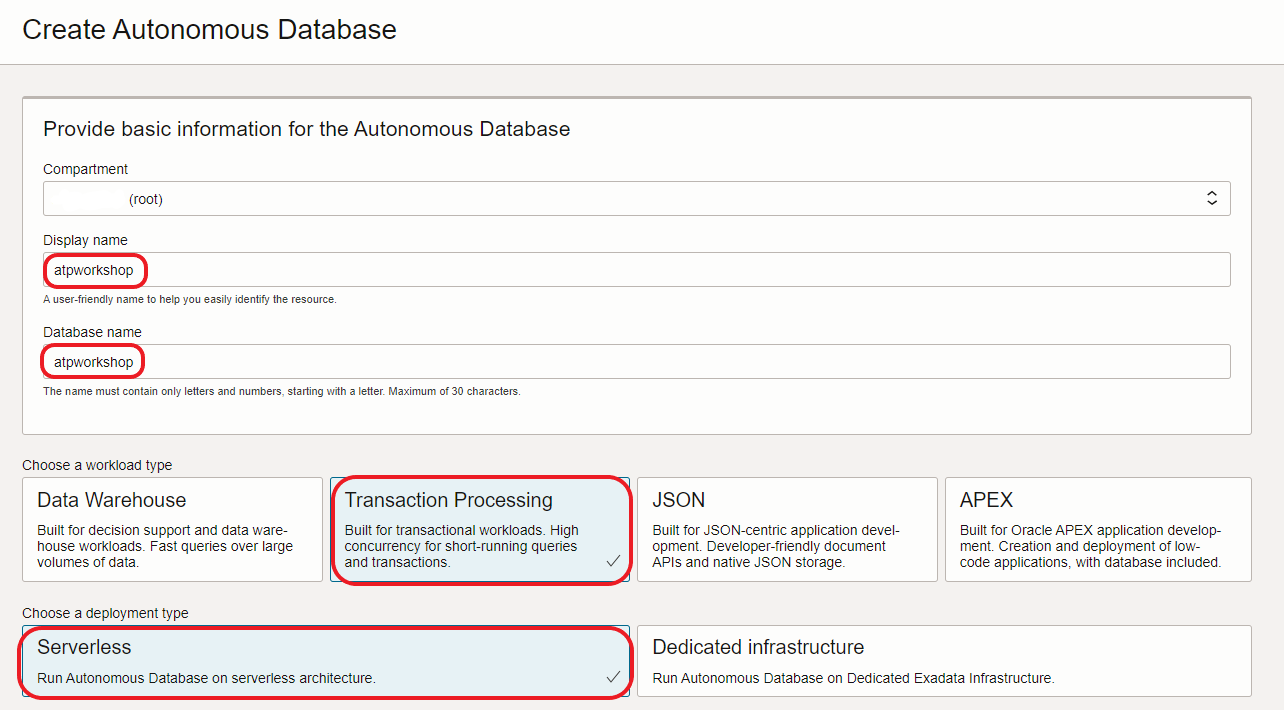 Create Autonomous Database
Provide basic information for the Autonomous Database
Compartment
(root)
Display name
atpworkshop
A user-friendly name to help you easily identify the resource.
Database name
atpworkshop
The name must contain only letters and numbers, starting with a letter. Maximum of 30 characters.
Choose a workload type
Data Warehouse
Built for decision support and data ware-
house workloads. Fast queries over large
volumes of data.
Transaction Processing
Built for transactional workloads. High
concurrency for short-running queries
and transactions.
JSON
Built for JSON-centric application devel-
opment. Developer-friendly document
APIs and native JSON storage.
APEX
Built for Oracle APEX application develop-
ment. Creation and deployment of low-
code applications, with database included.
Choose a deployment type
Serverless
Run Autonomous Database on serverless architecture.
Dedicated infrastructure
Run Autonomous Database on Dedicated Exadata Infrastructure.